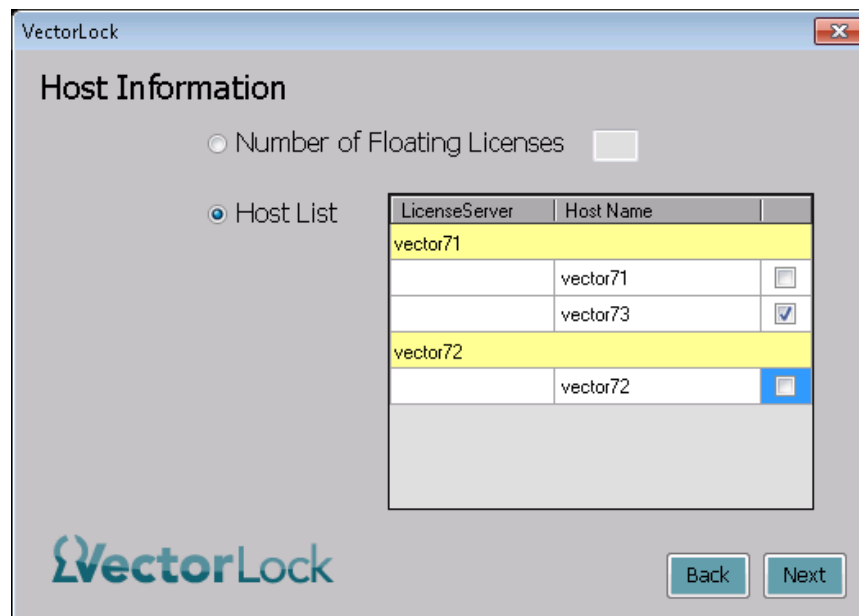 VectorLock
Host Information
Number of Floating Licenses
Host List
LicenseServer Host Name
vector71
vector71
vector73
vector72
vector72
VectorLock
Back Next